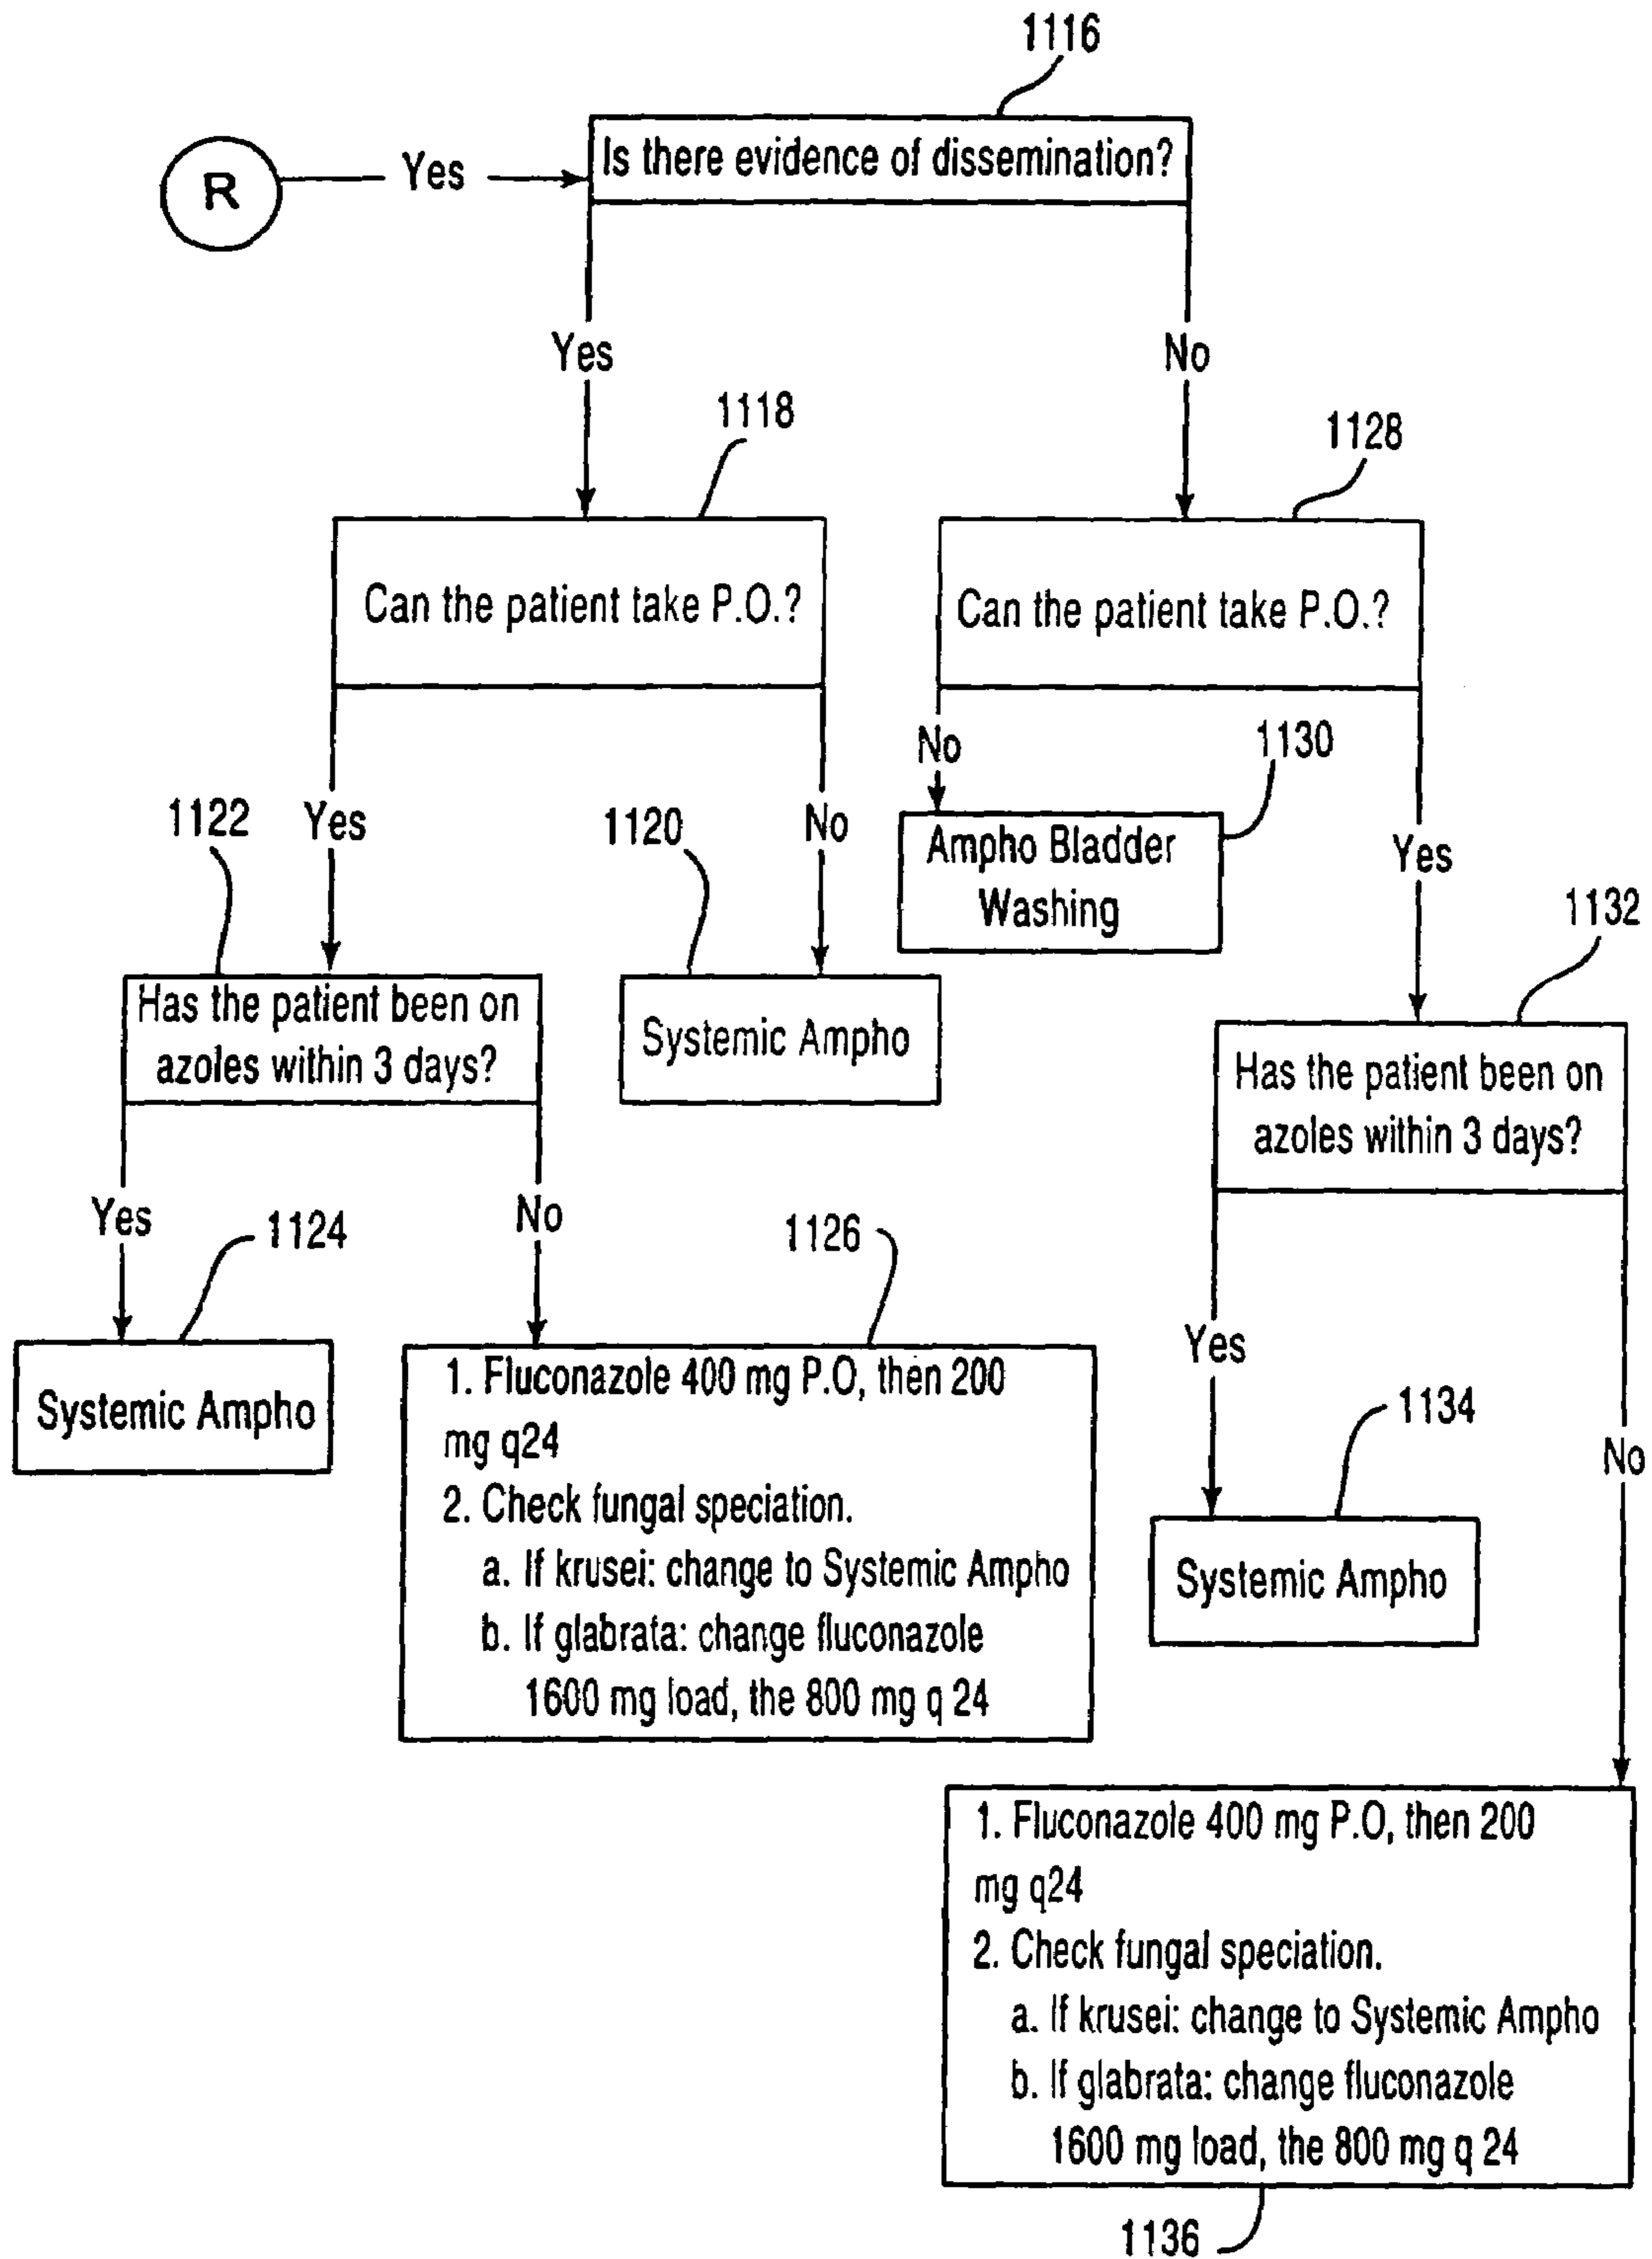 1116
Is there evidence of dissemination?
R
Yes
Yes
No
1118
1128
Can the patient take P.O.?
Can the patient take P.O.?
No
1130
1122
Yes
1120
No
Ampho Bladder
Washing
Yes
1132
Has the patient been on
azoles within 3 days?
Systemic Ampho
Has the patient been on
azoles within 3 days?
Yes
1124
No
1126
Yes
1134
No
Systemic Ampho
1. Fluconazole 400 mg P.O, then 200
mg q24
2. Check fungal speciation.
a. If krusei: change to Systemic Ampho
b. If glabrata: change fluconazole
1600 mg load, the 800 mg q 24
Systemic Ampho
1. Fluconazole 400 mg P.O, then 200
mg q24
2. Check fungal speciation.
a. If krusei: change to Systemic Ampho
b. If glabrata: change fluconazole
1600 mg load, the 800 mg q 24
1136